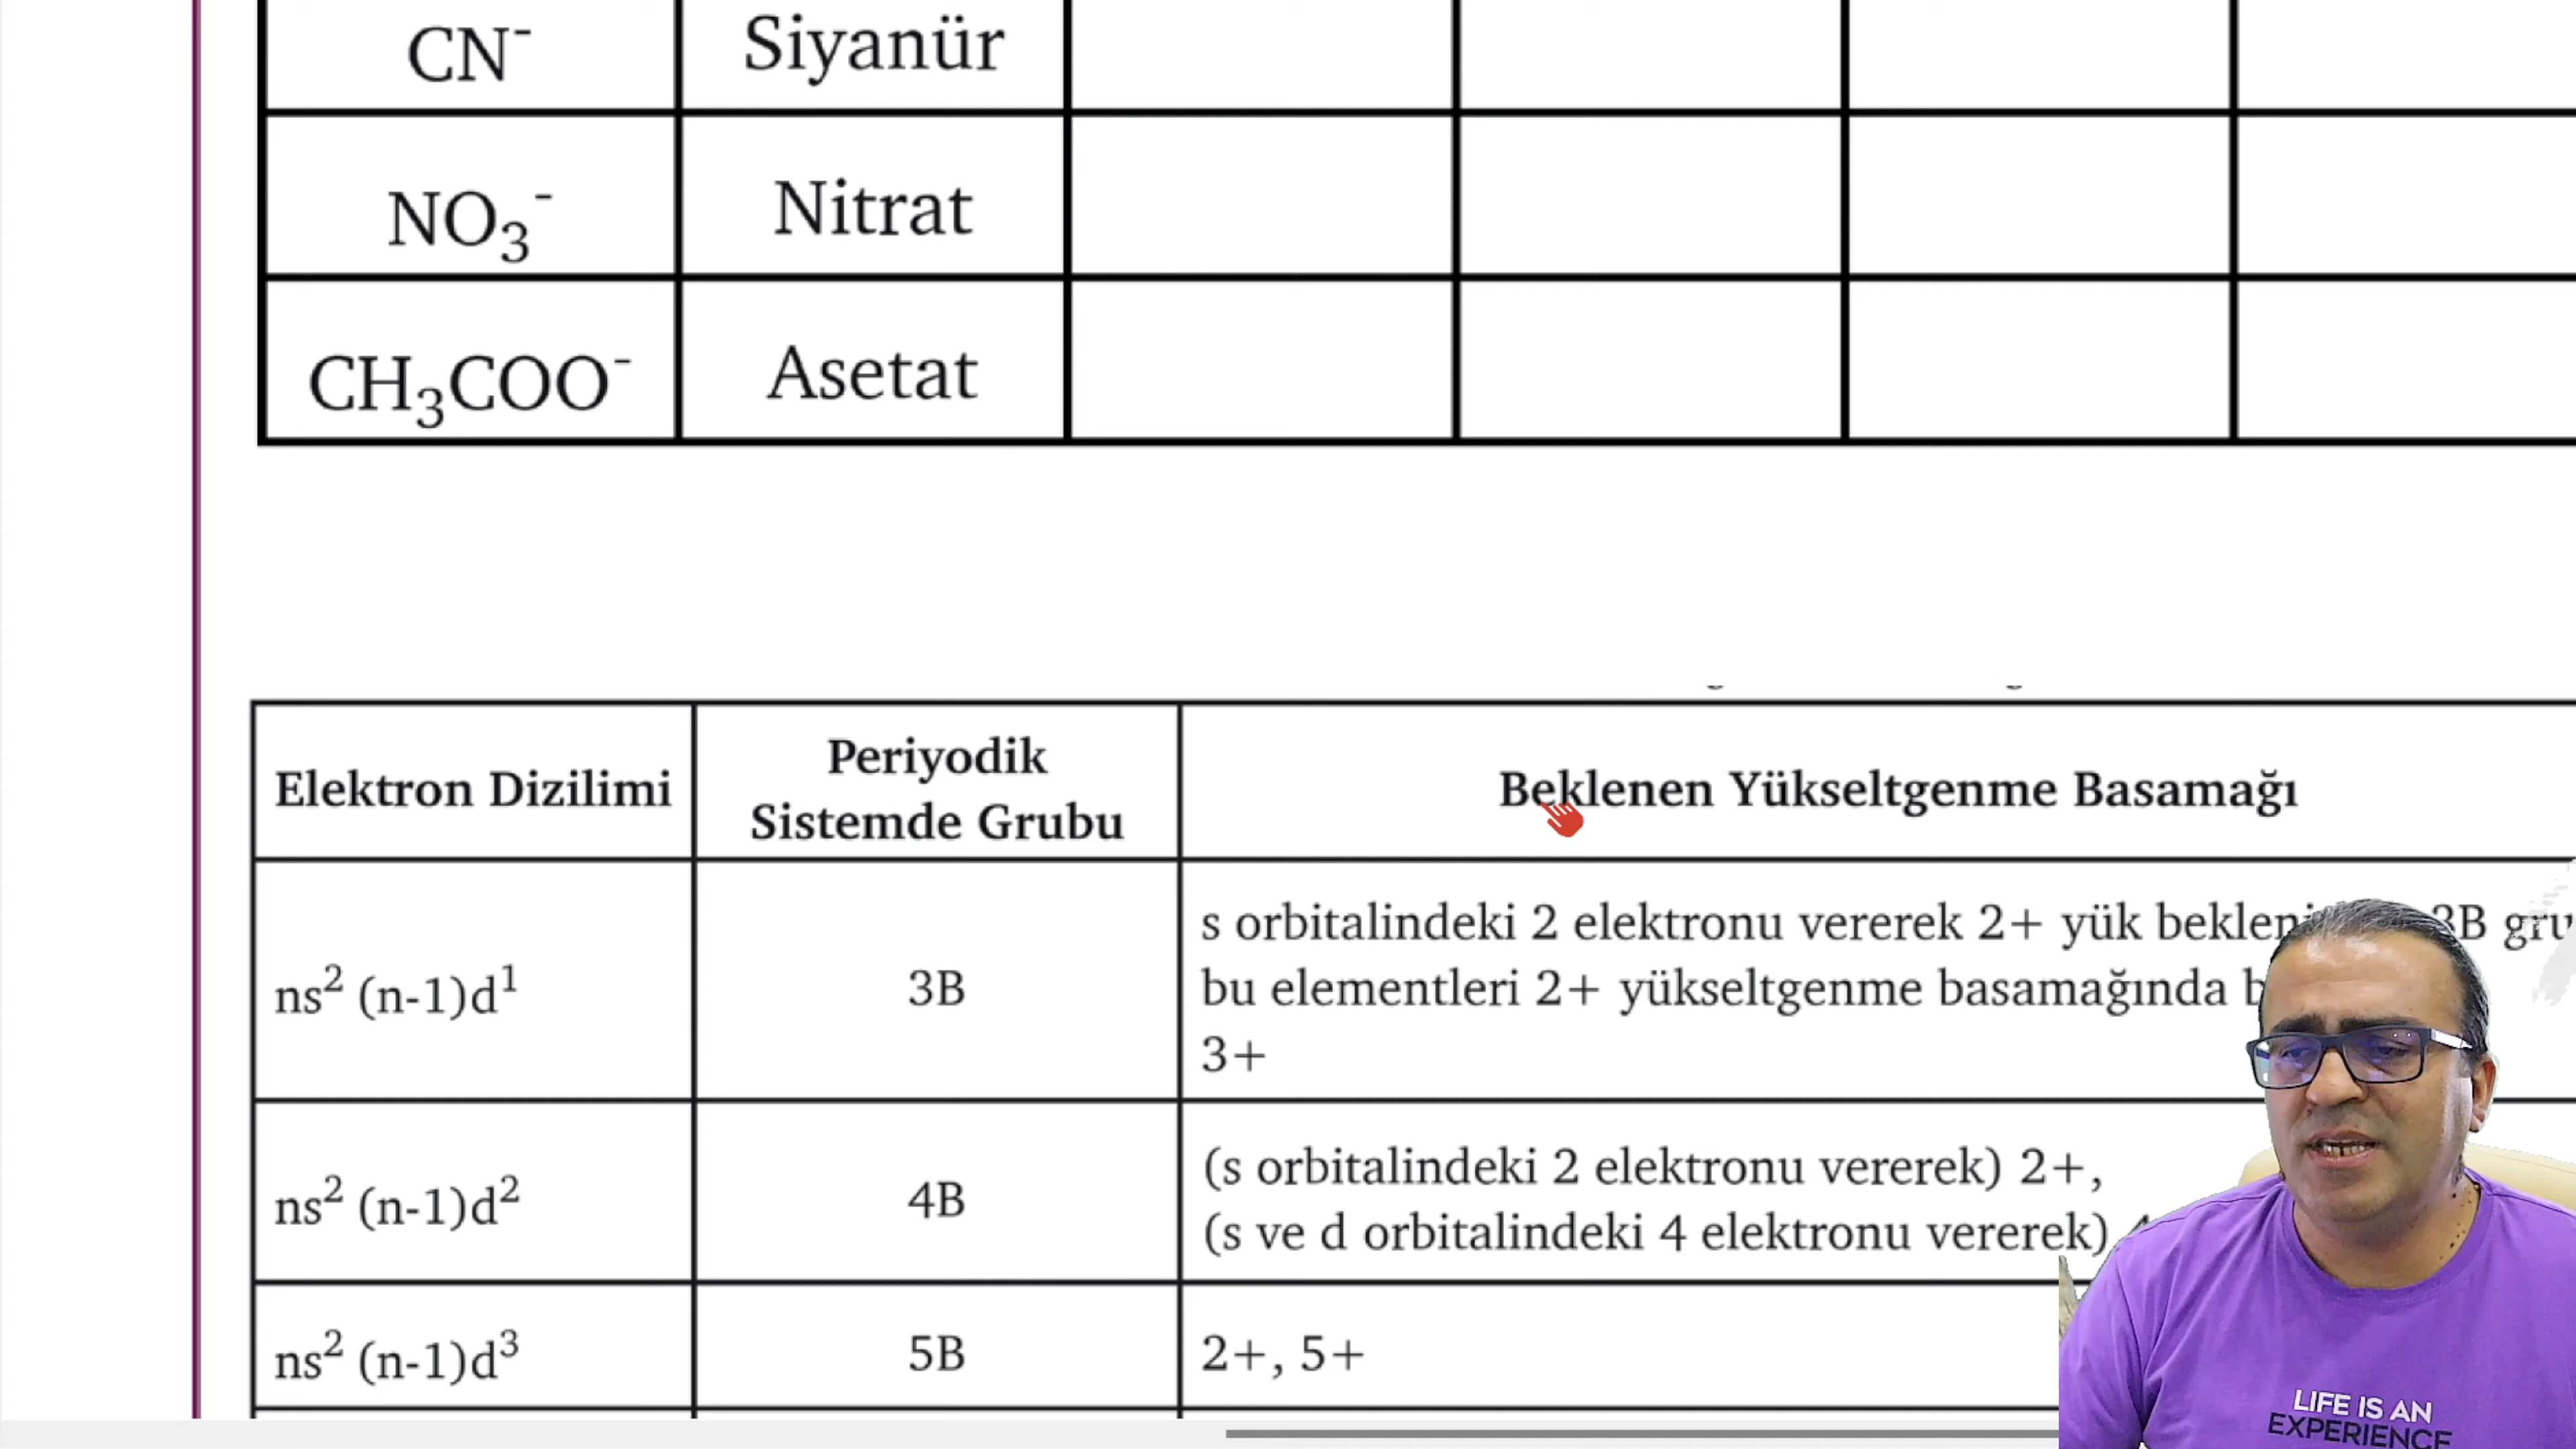 CN⁻ Siyanür
NO₃⁻ Nitrat
CH₃COO⁻ Asetat
Elektron Dizilimi
Periyodik
Sistemde Grubu
Beklenen Yükseltgenme Basamağı
ns² (n-1)d¹
3B
s orbitalindeki 2 elektronu vererek 2+ yük 3B
bu elementleri 2+ yükseltgenme basamağında
3+
ns² (n-1)d²
4B
(s orbitalindeki 2 elektronu vererek) 2+,
(s ve d orbitalindeki 4 elektronu vererek)
ns² (n-1)d³
5B
2+, 5+
LIFE IS AN
EXPERIENCE